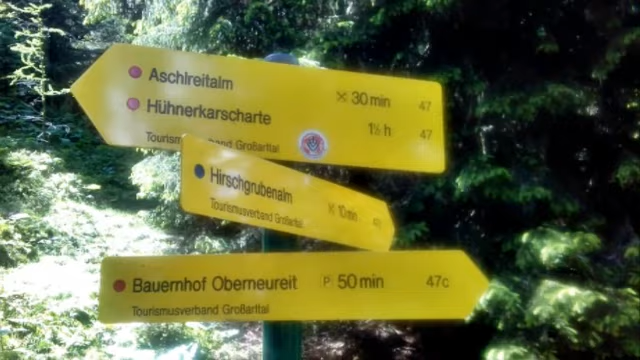 Aschlreitalm 30 min 47
Hühnerkarscharte 1½ h 47
Tourismusverband Großarltal
Hirschgrubenalm 10 min
Tourismusverband Großarltal
Bauernhof Oberneureit P 50 min 47c
Tourismusverband Großarltal